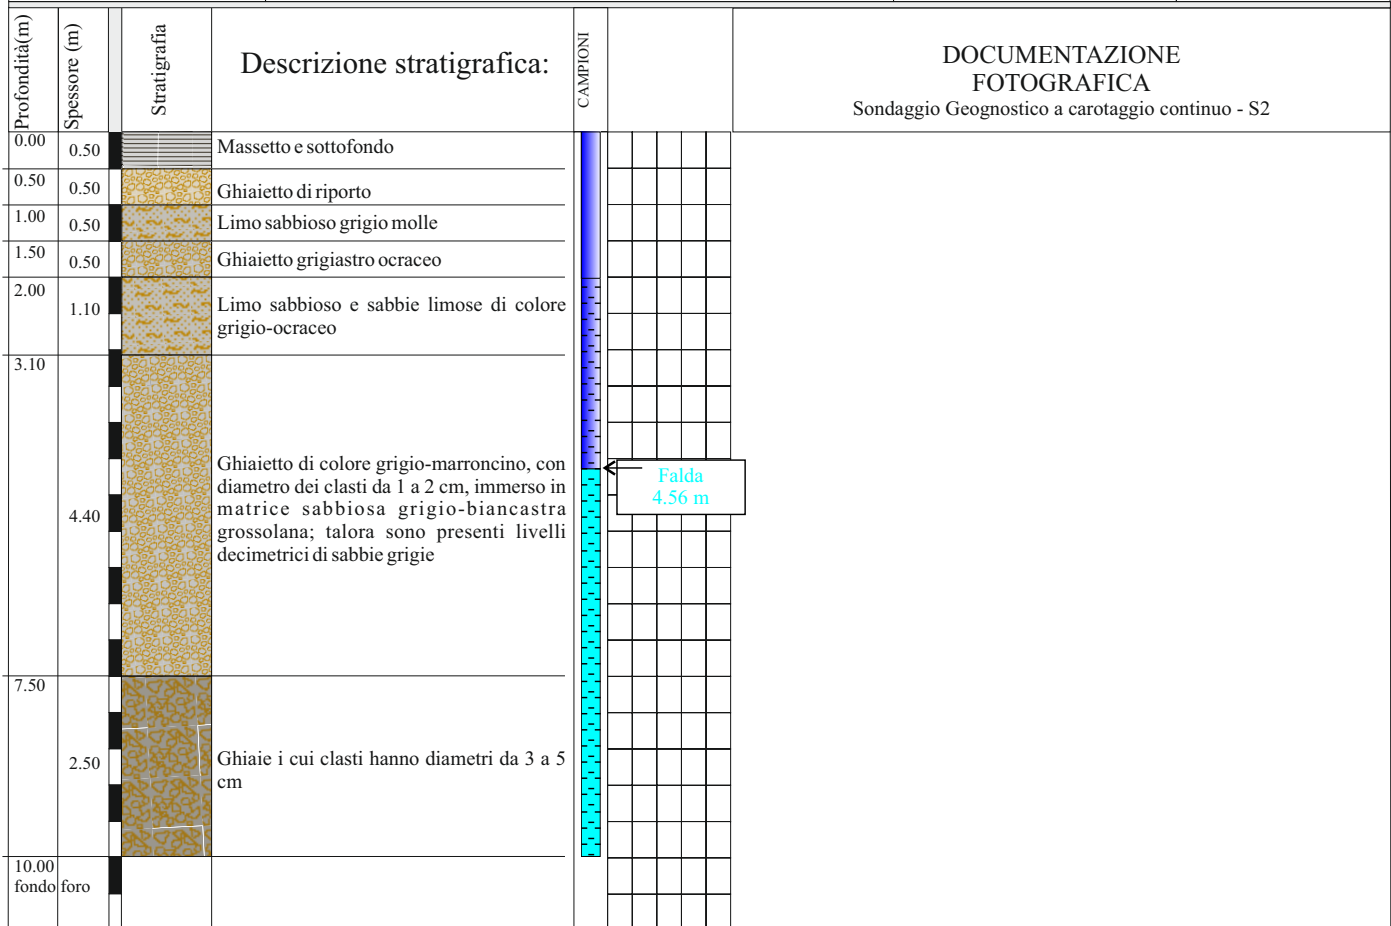 Profondità(m)
Spessore (m)
Stratigrafia
Descrizione stratigrafica:
CAMPIONI
DOCUMENTAZIONE
FOTOGRAFICA
Sondaggio Geognostico a carotaggio continuo - S2
0.00
0.50
Massetto e sottofondo
0.50
0.50
Ghiaietto di riporto
1.00
0.50
Limo sabbioso grigio molle
1.50
0.50
Ghiaietto grigiastro ocraceo
2.00
1.10
Limo sabbioso e sabbie limose di colore
grigio-ocraceo
3.10
4.40
Ghiaietto di colore grigio-marroncino, con
diametro dei clasti da 1 a 2 cm, immerso in
matrice sabbiosa grigio-biancastra
grossolana; talora sono presenti livelli
decimetrici di sabbie grigie
Falda
4.56 m
7.50
2.50
Ghiaie i cui clasti hanno diametri da 3 a 5
cm
10.00
fondo foro